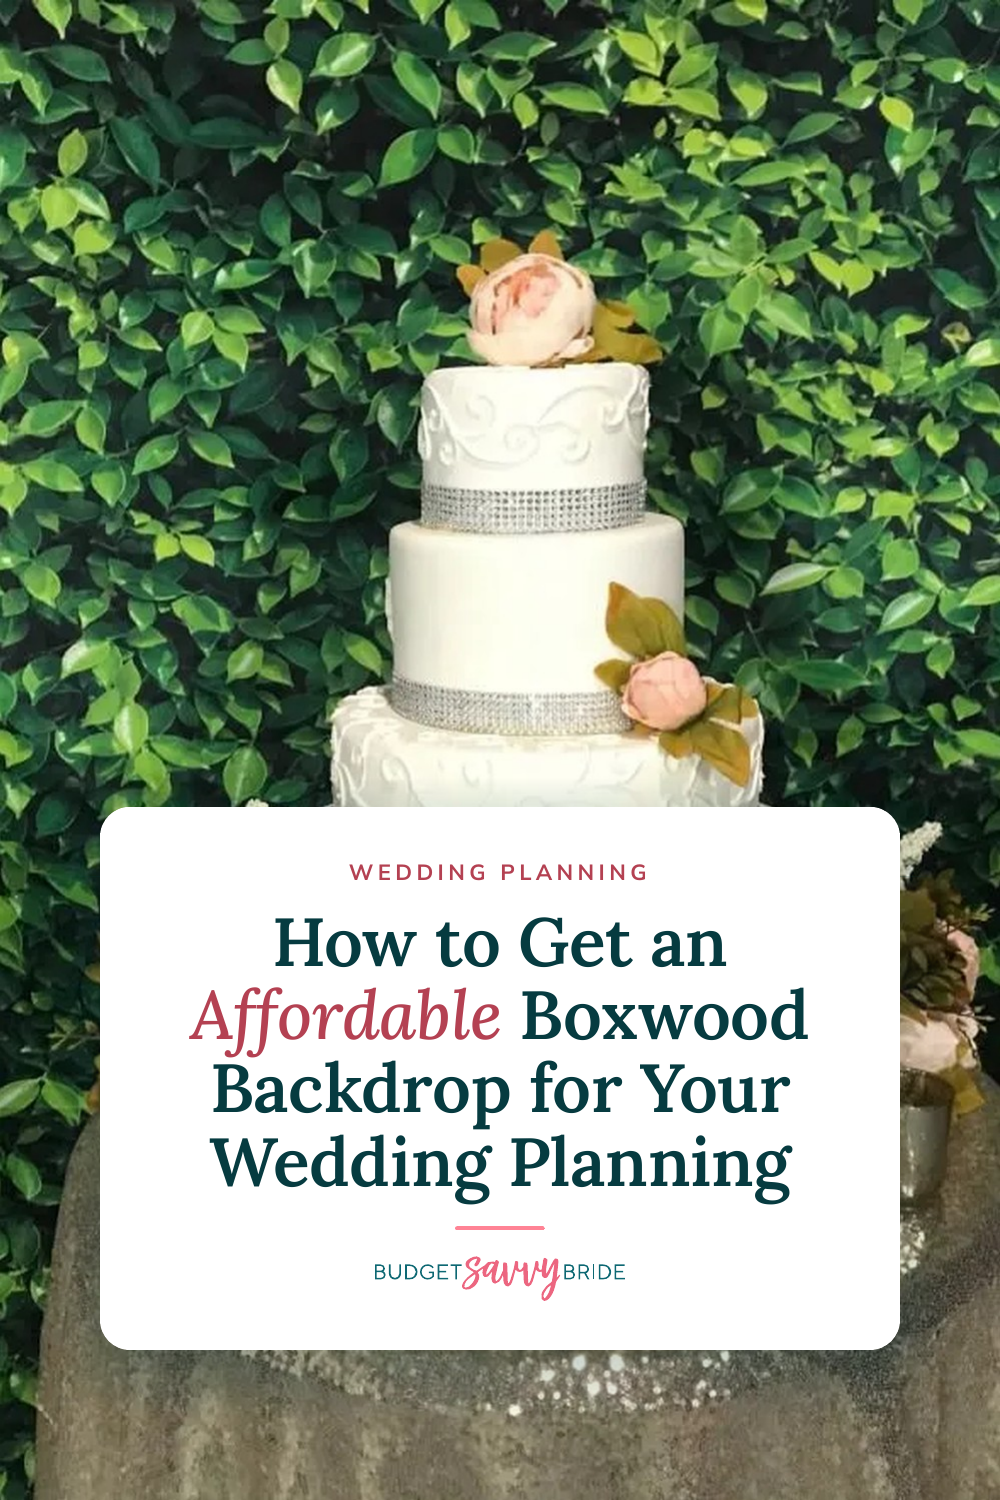 WEDDING PLANNING
How to Get an
Affordable Boxwood
Backdrop for Your
Wedding Planning
BUDGET savvy BRIDE